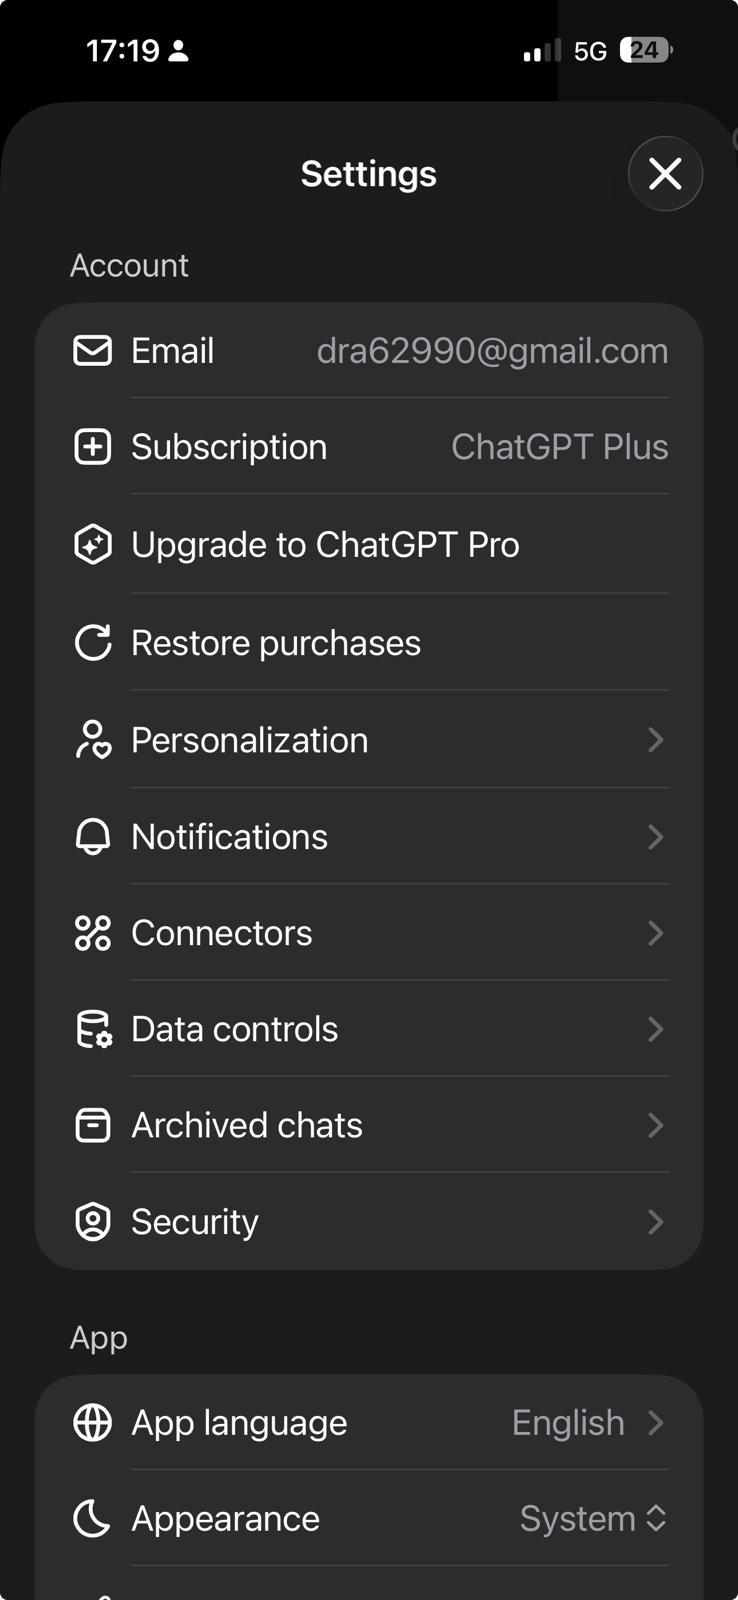 17:19
5G
24
Settings
Account
Email dra62990@gmail.com
Subscription ChatGPT Plus
Upgrade to ChatGPT Pro
Restore purchases
Personalization
Notifications
Connectors
Data controls
Archived chats
Security
App
App language English
Appearance System